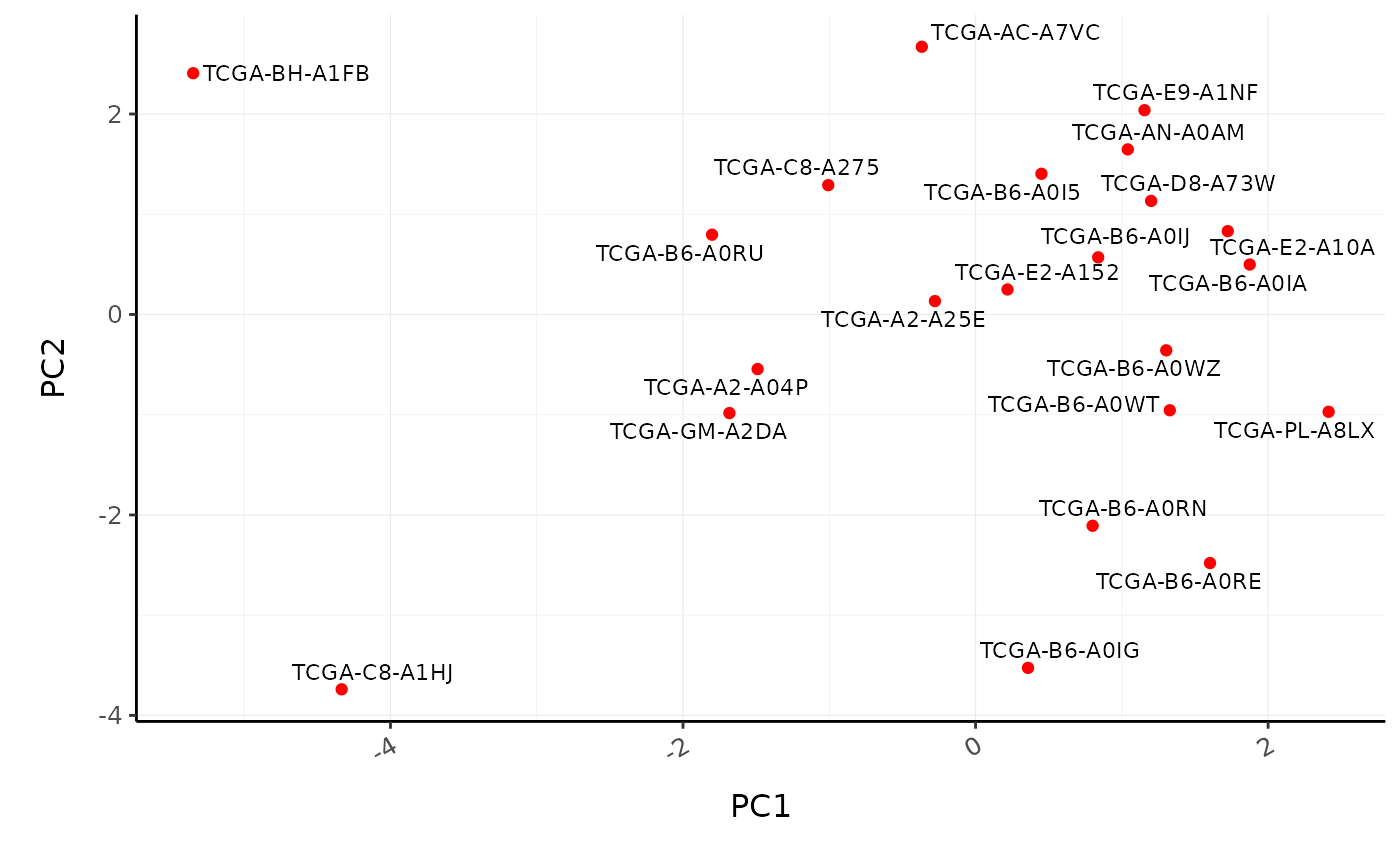 TCGA-AC-A7VC
TCGA-BH-A1FB
TCGA-E9-A1NF
2
TCGA-AN-A0AM
TCGA-C8-A275
TCGA-D8-A73W
TCGA-B6-A0I5
TCGA-B6-A0IJ
TCGA-E2-A10A
TCGA-B6-A0RU
TCGA-E2-A152
TCGA-B6-A0IA
0
TCGA-A2-A25E
PC2
TCGA-B6-A0WZ
TCGA-A2-A04P
TCGA-B6-A0WT
TCGA-GM-A2DA
TCGA-PL-A8LX
TCGA-B6-A0RN
-2
TCGA-B6-A0RE
TCGA-B6-A0IG
TCGA-C8-A1HJ
-4
-4 -2 0 2
PC1